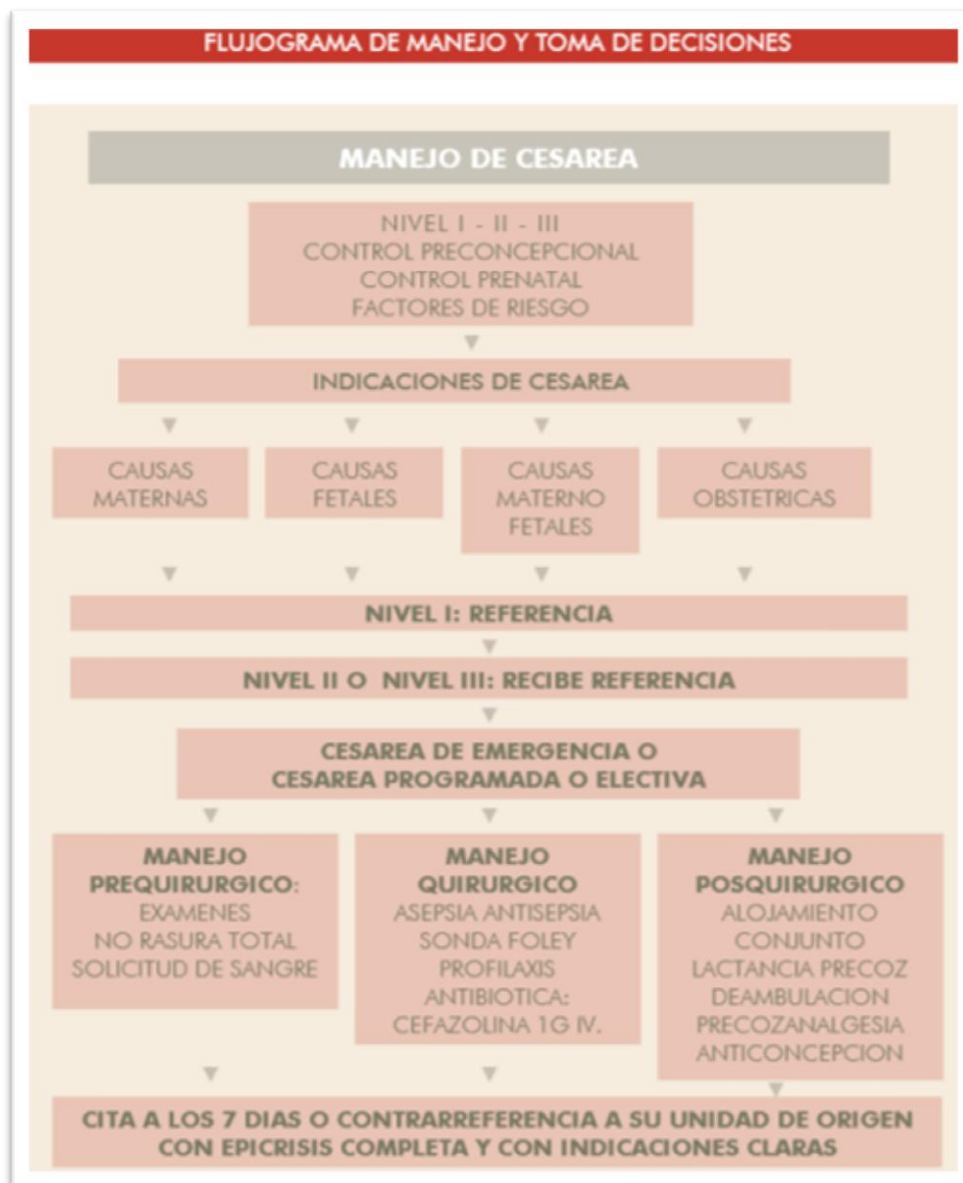 FLUJOGRAMA DE MANEJO Y TOMA DE DECISIONES
MANEJO DE CESAREA
NIVEL I - II - III
CONTROL PRECONCEPCIONAL
CONTROL PRENATAL
FACTORES DE RIESGO
INDICACIONES DE CESAREA
CAUSAS
MATERNAS
CAUSAS
FETALES
CAUSAS
MATERNO
FETALES
CAUSAS
OBSTETRICAS
NIVEL I: REFERENCIA
NIVEL II O NIVEL III: RECIBE REFERENCIA
CESAREA DE EMERGENCIA O
CESAREA PROGRAMADA O ELECTIVA
MANEJO
PREQUIRURGICO:
EXAMENES
NO RASURA TOTAL
SOLICITUD DE SANGRE
MANEJO
QUIRURGICO
ASEPSIA ANTISEPSIA
SONDA FOLEY
PROFILAXIS
ANTIBIOTICA:
CEFAZOLINA 1G IV.
MANEJO
POSQUIRURGICO
ALOJAMIENTO
CONJUNTO
LACTANCIA PRECOZ
DEAMBULACION
PRECOZANALGESIA
ANTICONCEPCION
CITA A LOS 7 DIAS O CONTRARREFERENCIA A SU UNIDAD DE ORIGEN
CON EPICRISIS COMPLETA Y CON INDICACIONES CLARAS